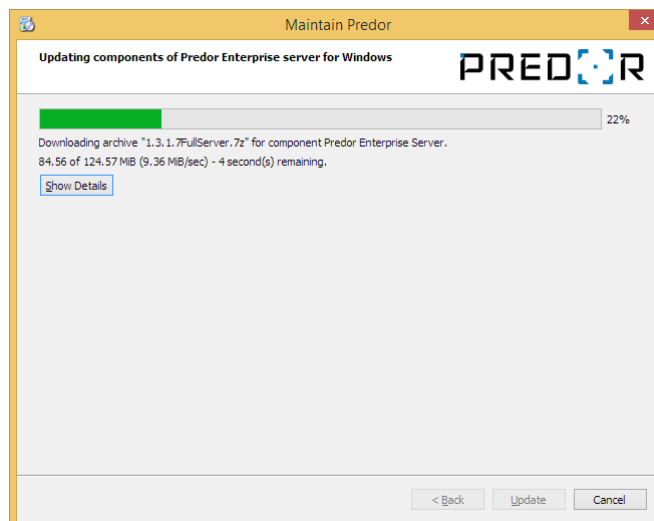 Maintain Predor
Updating components of Predor Enterprise server for Windows
PREDOR
22%
Downloading archive "1.3.1.7FullServer.7z" for component Predor Enterprise Server.
84.56 of 124.57 MiB (9.36 MiB/sec) - 4 second(s) remaining.
Show Details
< Back
Update
Cancel